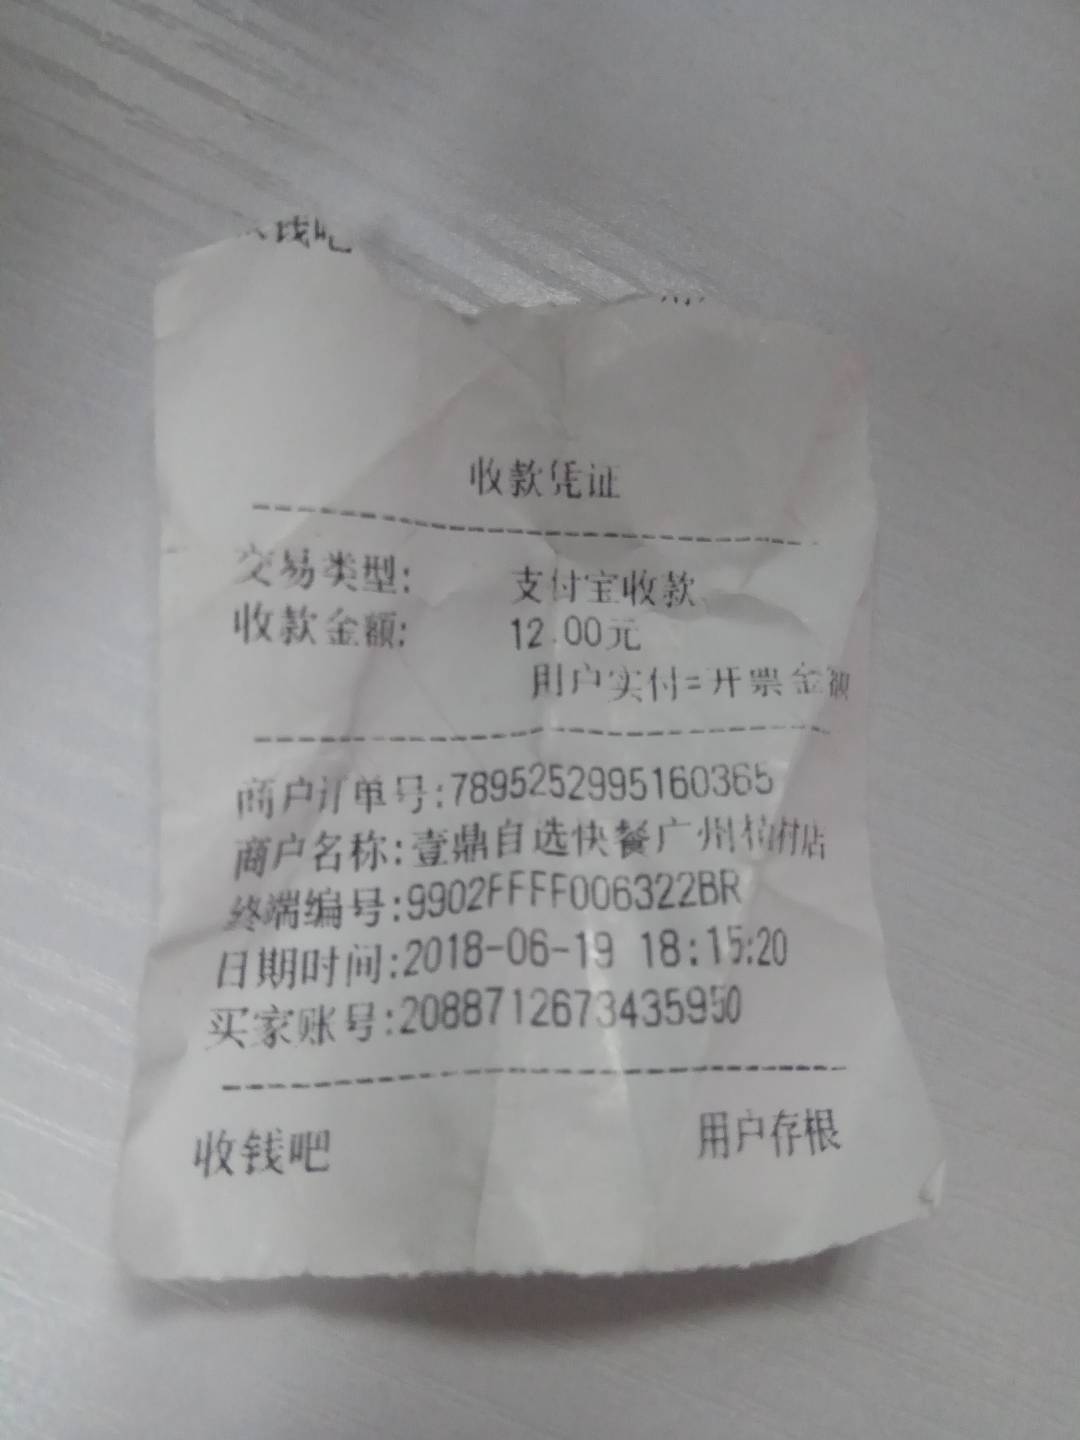 钱吧
收款凭证
交易类型: 支付宝收款
收款金额: 12.00元
用户实付=开票金额
商户订单号:7895252995160365
商户名称:壹鼎自选快餐广州柏村店
终端编号:9902FFFF006322BR
日期时间:2018-06-19 18:15:20
买家账号:2088712673435950
收钱吧 用户存根